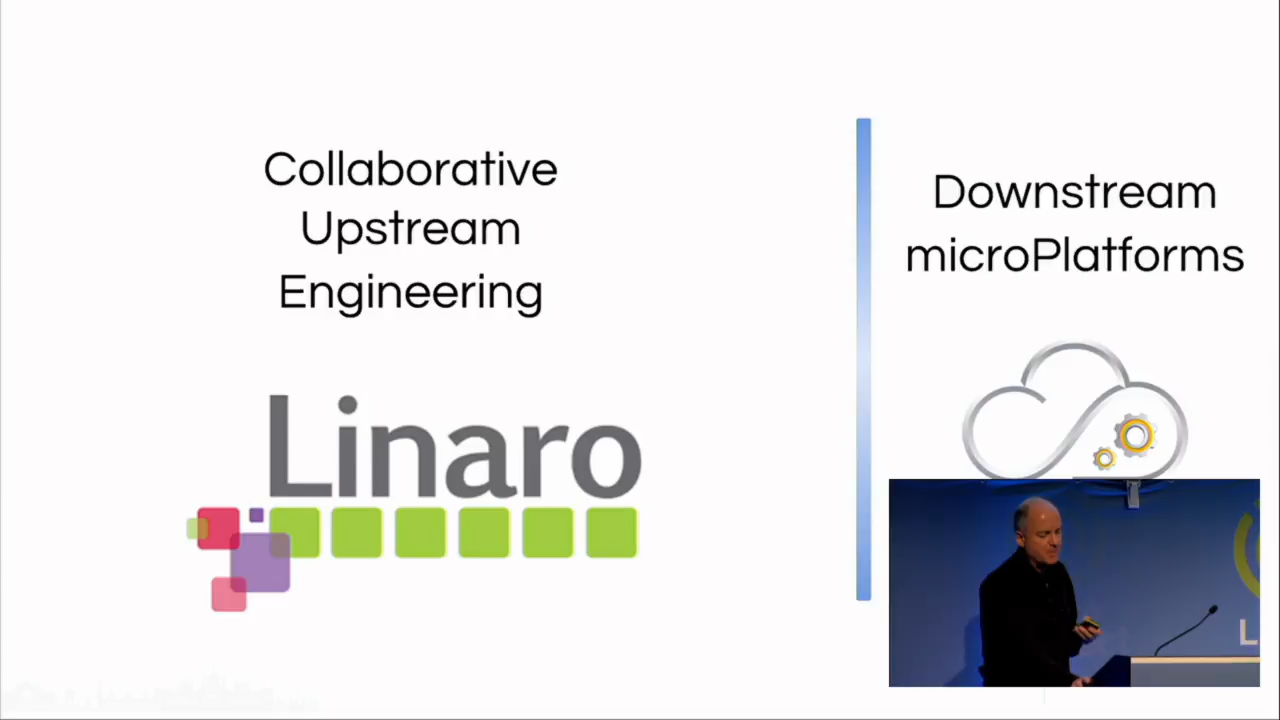 Collaborative
Upstream
Engineering
Linaro
Downstream
microPlatforms
L